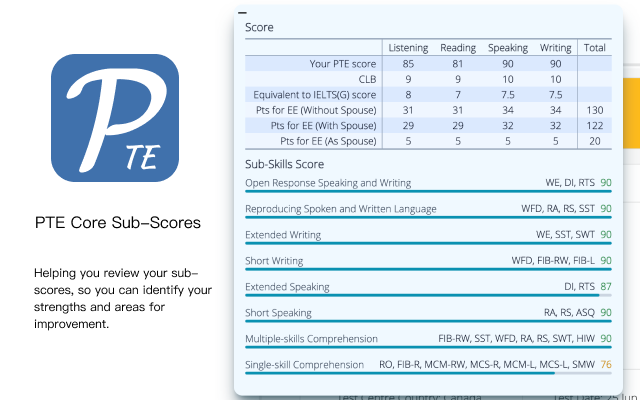 PTE
PTE Core Sub-Scores
Helping you review your sub-
scores, so you can identify your
strengths and areas for
improvement.
Score
Listening Reading Speaking Writing Total
Your PTE score 85 81 90 90
CLB 9 9 10 10
Equivalent to IELTS(G) score 8 7 7.5 7.5
Pts for EE (Without Spouse) 31 31 34 34 130
Pts for EE (With Spouse) 29 29 32 32 122
Pts for EE (As Spouse) 5 5 5 5 20
Sub-Skills Score
Open Response Speaking and Writing WE, DI, RTS 90
Reproducing Spoken and Written Language WFD, RA, RS, SST 90
Extended Writing WE, SST, SWT 90
Short Writing WFD, FIB-RW, FIB-L 90
Extended Speaking DI, RTS 87
Short Speaking RA, RS, ASQ 90
Multiple-skills Comprehension FIB-RW, SST, WFD, RA, RS, SWT, HIW 90
Single-skill Comprehension RO, FIB-R, MCM-RW, MCS-R, MCM-L, MCS-L, SMW 76
Test Centre Country: Canada